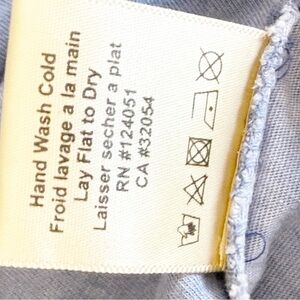 Hand Wash Cold
Froid lavage a la main
Lay Flat to Dry
Laisser secher a plat
RN #124051
CA #32054